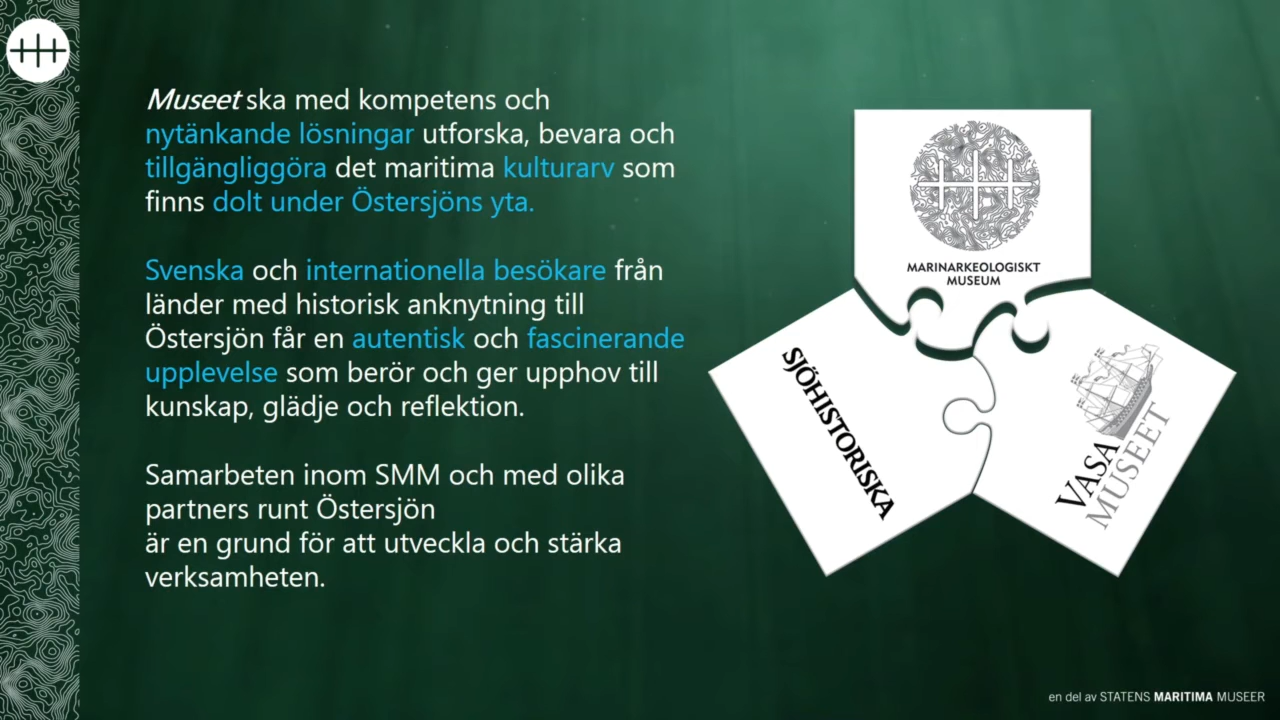 Museet ska med kompetens och
nytänkande lösningar utforska, bevara och
tillgängliggöra det maritima kulturarv som
finns dolt under Östersjöns yta.
Svenska och internationella besökare från
länder med historisk anknytning till
Östersjön får en autentisk och fascinerande
upplevelse som berör och ger upphov till
kunskap, glädje och reflektion.
Samarbeten inom SMM och med olika
partners runt Östersjön
är en grund för att utveckla och stärka
verksamheten.
MARINARKEOLOGISKT
MUSEUM
SJÖHISTORISKA
VASA
MUSEET
en del av STATENS MARITIMA MUSEER